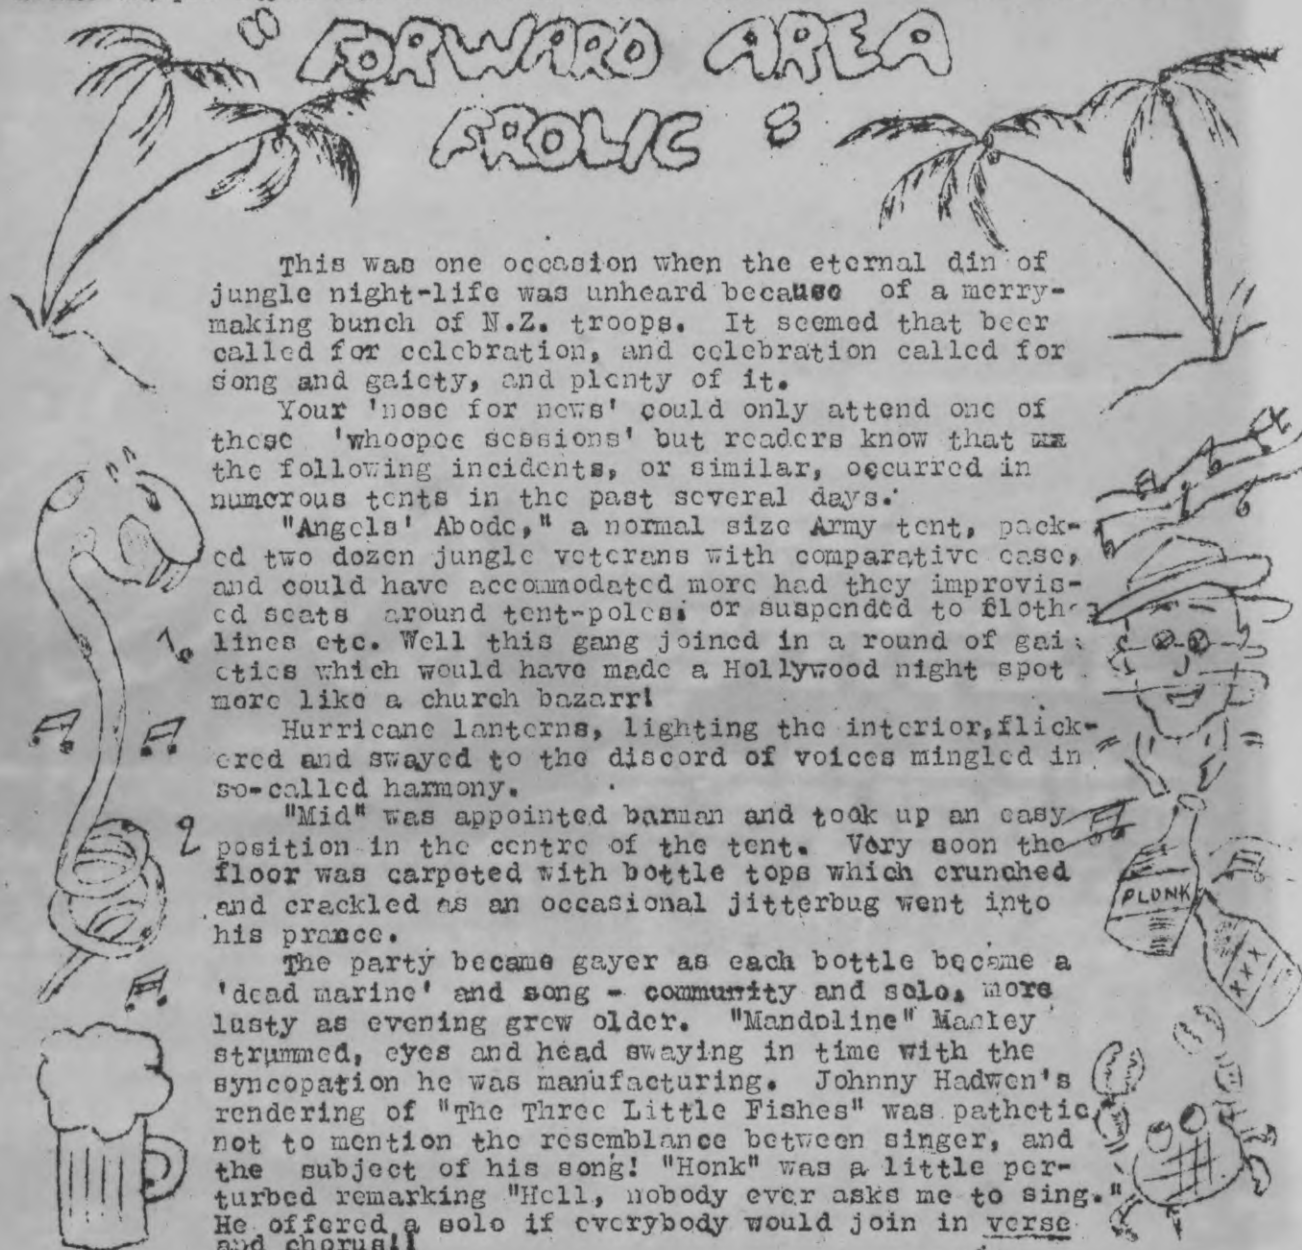 "FORWARD AREA
FROLIC"
This was one occasion when the eternal din of
jungle night-life was unheard because of a merry-
making bunch of N.Z. troops. It seemed that beer
called for celebration, and celebration called for
song and gaiety, and plenty of it.
Your 'nose for news' could only attend one of
these 'whoopee sessions' but readers know that
the following incidents, or similar, occurred in
numerous tents in the past several days.
"Angels' Abode," a normal size Army tent, pack-
ed two dozen jungle veterans with comparative ease,
and could have accommodated more had they improvis-
ed seats around tent-poles, or suspended to
lines etc. Well this gang joined in a round of gai
eties which would have made a Hollywood night spot
more like a church bazarr!
Hurricane lanterns, lighting the interior, flick-
ered and swayed to the discord of voices mingled in
so-called harmony.
"Mid" was appointed barman and took up an easy
position in the centre of the tent. Very soon the
floor was carpeted with bottle tops which crunched
and crackled as an occasional jitterbug went into
his prance.
The party became gayer as each bottle became a
'dead marine' and song - community and solo, more
lusty as evening grew older. "Mandoline" Manley
strummed, eyes and head swaying in time with the
syncopation he was manufacturing. Johnny Hadwen's
rendering of "The Three Little Fishes" was pathetic
not to mention the resemblance between singer, and
the subject of his song! "Honk" was a little per-
turbed remarking "Hell, nobody ever asks me to sing."
He offered a solo if everybody would join in verse
and chorus!!
PLONK
XXX